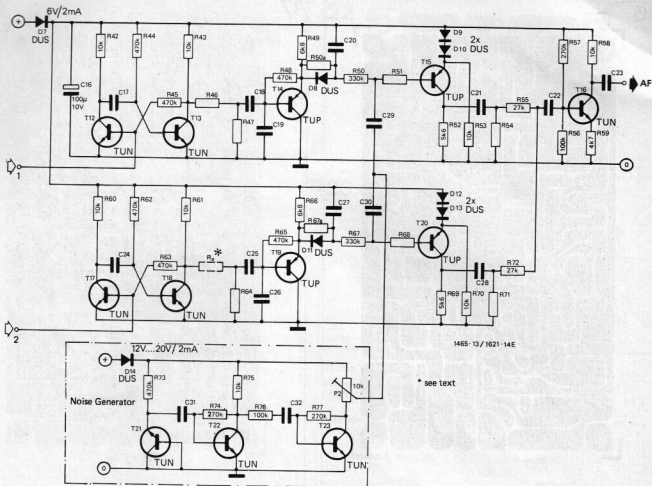 6V/2mA
D7
DUS
R42
10k
R44
470k
R43
10k
C16
100µ
10V
C17
T12
TUN
R45
470k
T13
TUN
R46
R47
C18
R48
470k
C19
T14
TUP
R49
6k8
R50a
C20
D8
DUS
R50
330k
R51
C29
D9
D10
2x
DUS
T15
TUP
R52
5k6
R53
10k
C21
R54
R55
27k
C22
R57
270k
R56
100k
R58
10k
T16
TUN
R59
4k7
C23
AF
0
1
R60
10k
R62
470k
R61
10k
C24
T17
TUN
R63
470k
T18
TUN
Rx*
R64
C25
R65
470k
C26
T19
TUP
R66
6k8
R67a
C27
D11
DUS
R67
330k
C30
R68
D12
D13
2x
DUS
T20
TUP
R69
5k6
R70
10k
C28
R71
R72
27k
2
1465-13/1621-14E
* see text
12V....20V/2mA
D14
DUS
Noise Generator
R73
470k
C31
R74
270k
R75
10k
R76
100k
C32
R77
270k
P2
10k
T21
TUN
T22
TUN
T23
TUN
0